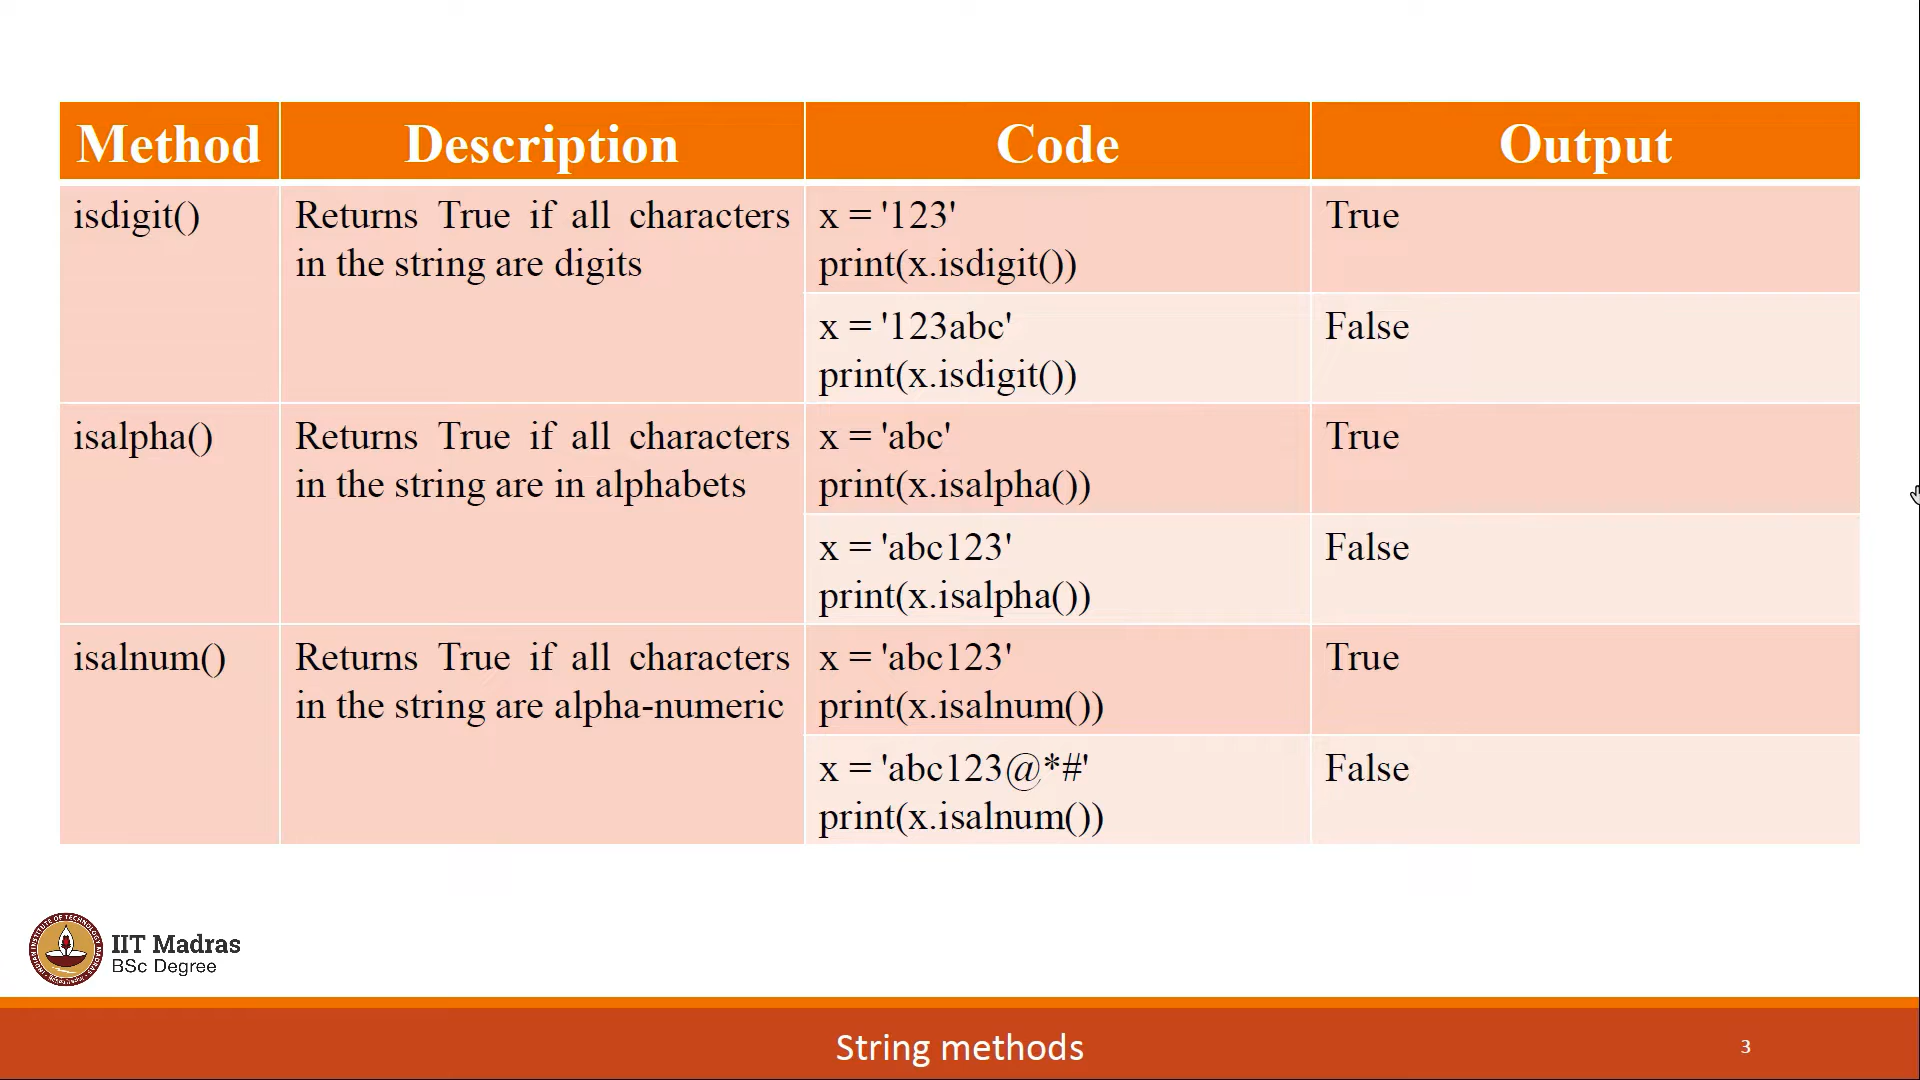 Method Description Code Output
isdigit() Returns True if all characters x = '123' True
in the string are digits print(x.isdigit())
x = '123abc' False
print(x.isdigit())
isalpha() Returns True if all characters x = 'abc' True
in the string are in alphabets print(x.isalpha())
x = 'abc123' False
print(x.isalpha())
isalnum() Returns True if all characters x = 'abc123' True
in the string are alpha-numeric print(x.isalnum())
x = 'abc123@*#' False
print(x.isalnum())
IIT Madras
BSc Degree
String methods 3